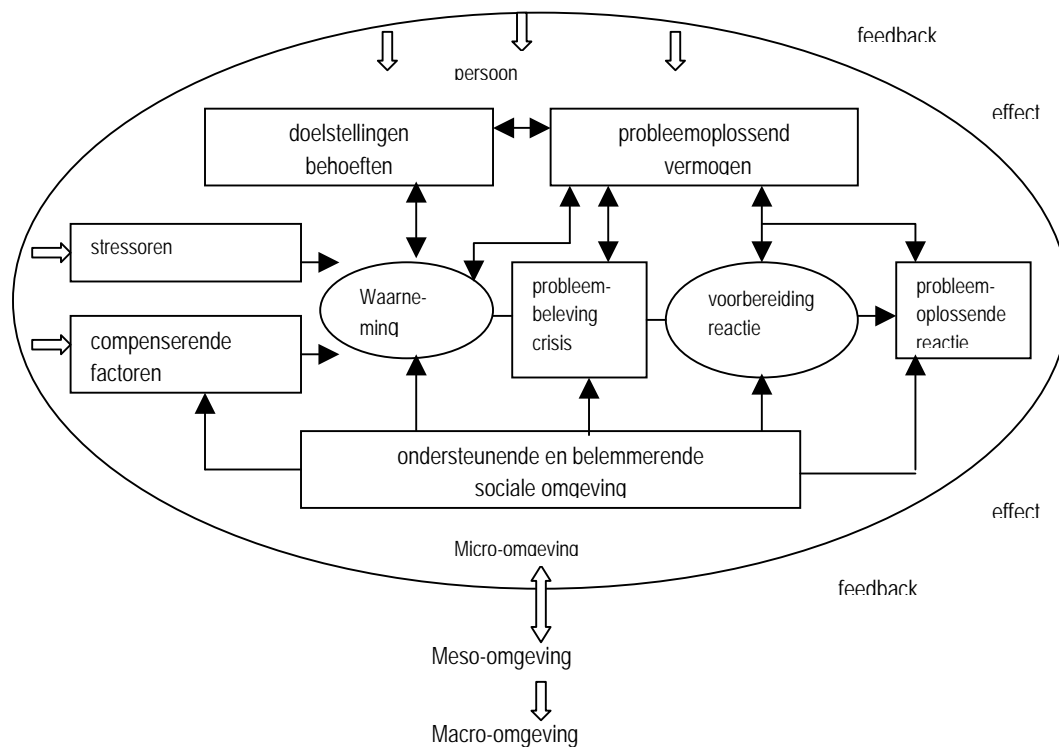 feedback
persoon
effect
doelstellingen
behoeften
probleemoplossend
vermogen
stressoren
Waarne-
ming
probleem-
beleving
crisis
voorbereiding
reactie
probleem-
oplossende
reactie
compenserende
factoren
ondersteunende en belemmerende
sociale omgeving
effect
Micro-omgeving
feedback
Meso-omgeving
Macro-omgeving